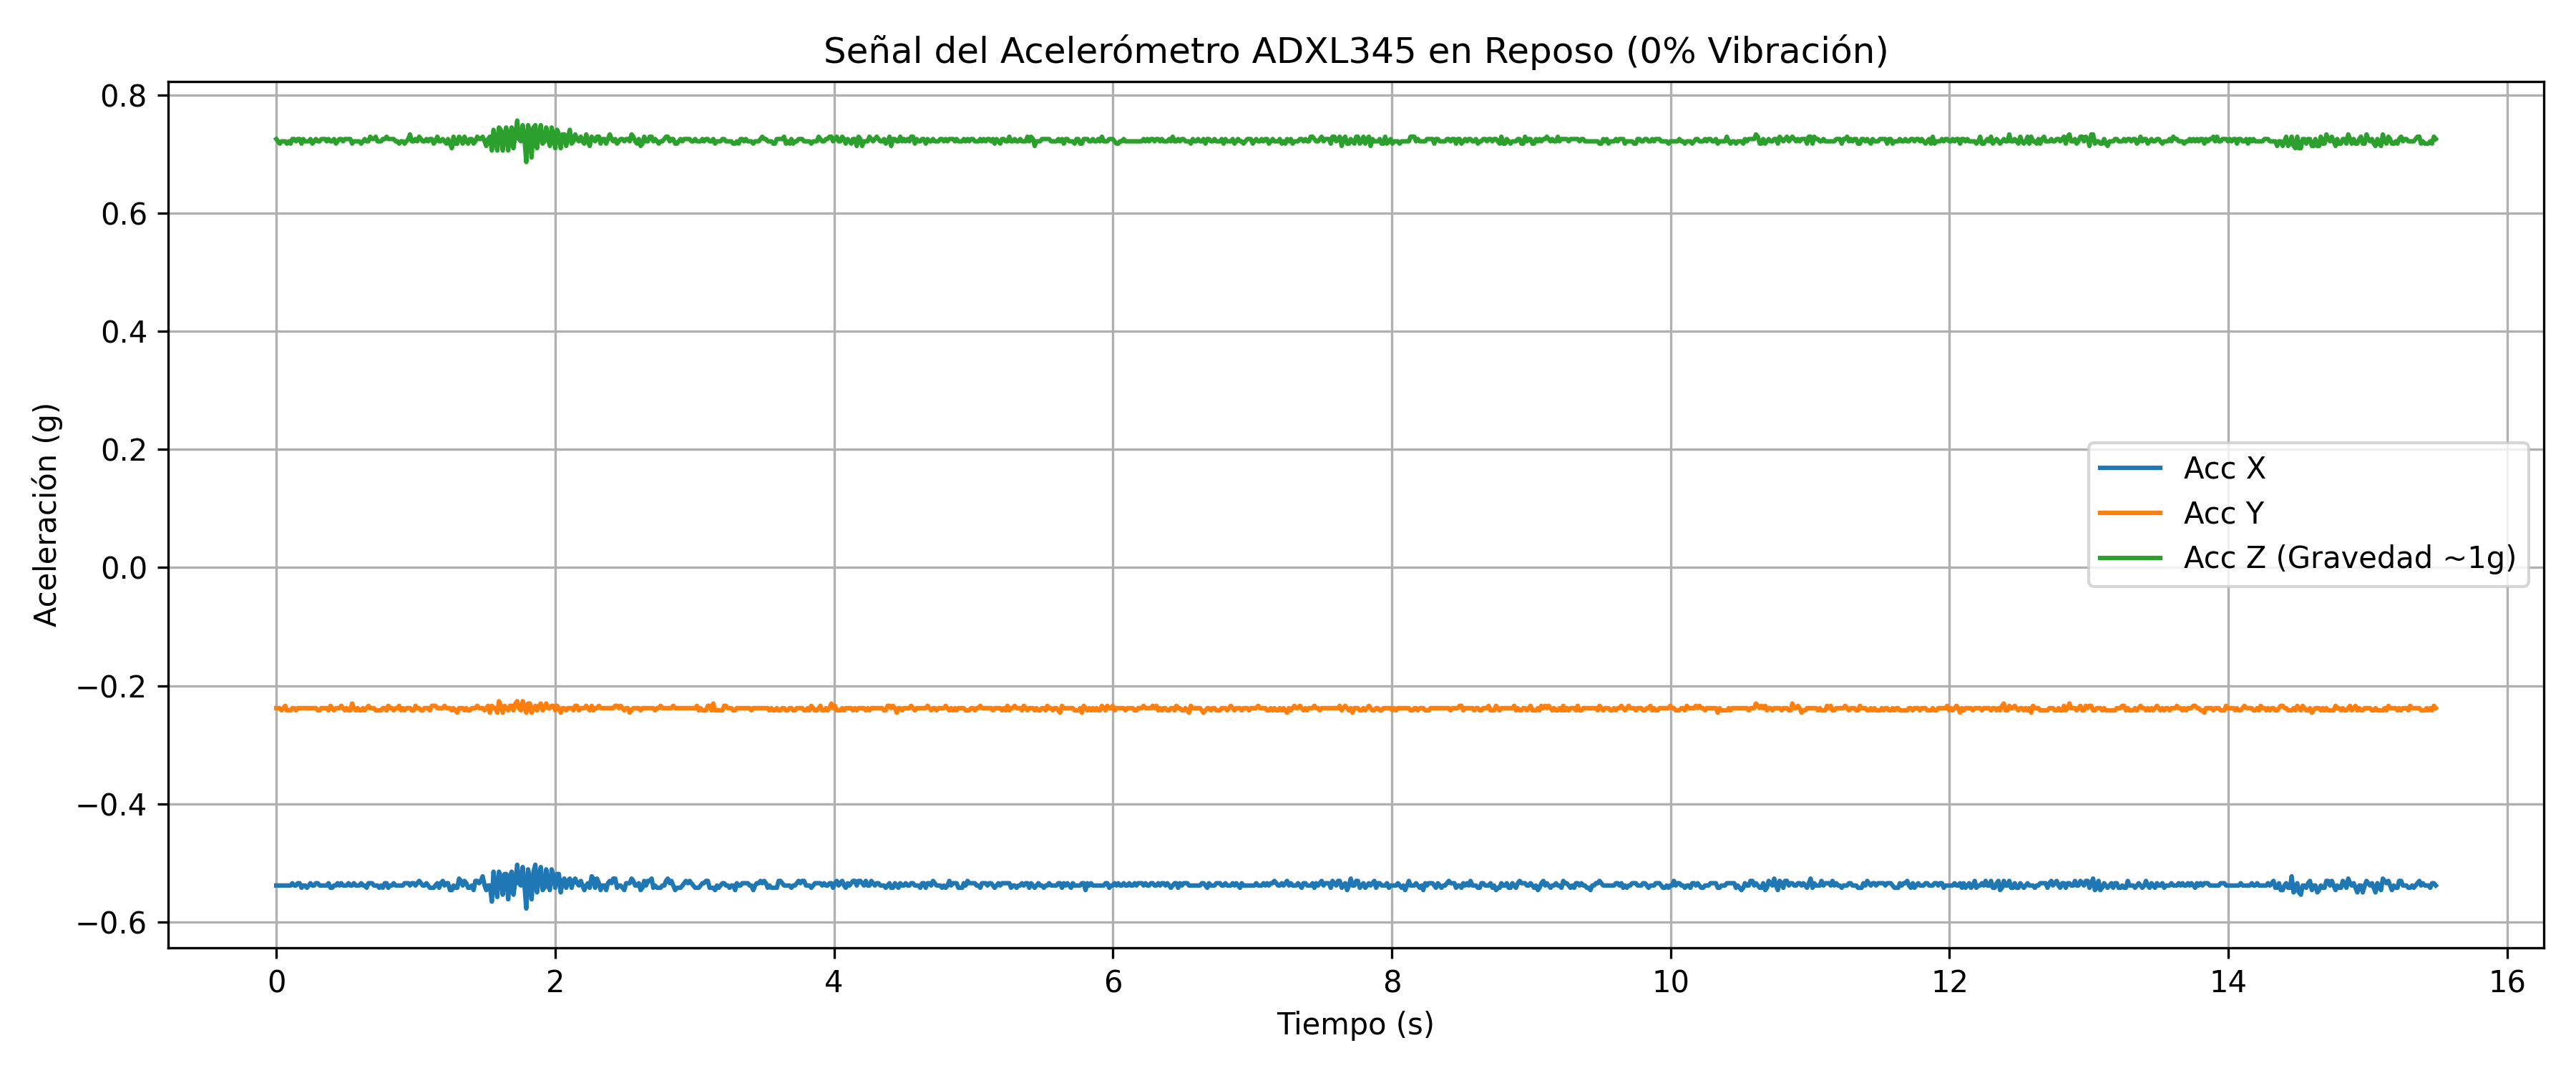 Señal del Acelerómetro ADXL345 en Reposo (0% Vibración)
Aceleración (g)
0.8
0.6
0.4
0.2
0.0
−0.2
−0.4
−0.6
Acc X
Acc Y
Acc Z (Gravedad ~1g)
0 2 4 6 8 10 12 14 16
Tiempo (s)